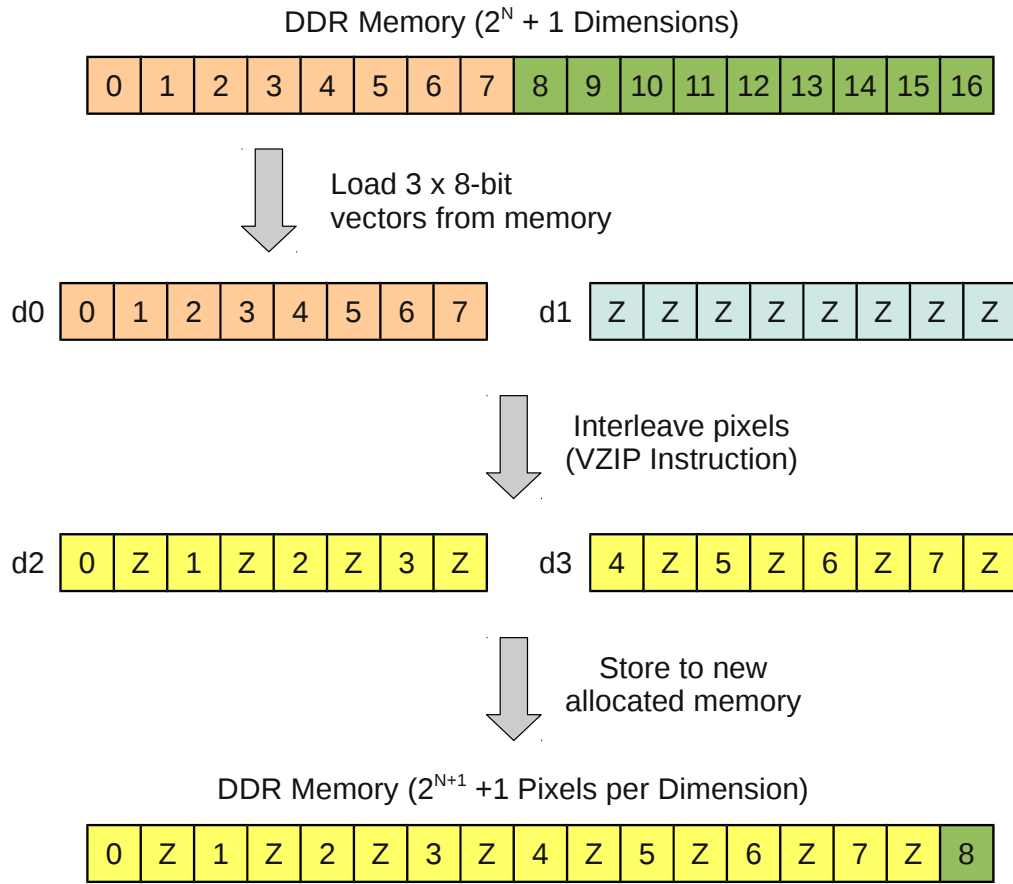 DDR Memory (2^N + 1 Dimensions)
0 1 2 3 4 5 6 7 8 9 10 11 12 13 14 15 16
Load 3 x 8-bit
vectors from memory
d0 0 1 2 3 4 5 6 7 d1 Z Z Z Z Z Z Z Z
Interleave pixels
(VZIP Instruction)
d2 0 Z 1 Z 2 Z 3 Z d3 4 Z 5 Z 6 Z 7 Z
Store to new
allocated memory
DDR Memory (2^N+1 +1 Pixels per Dimension)
0 Z 1 Z 2 Z 3 Z 4 Z 5 Z 6 Z 7 Z 8